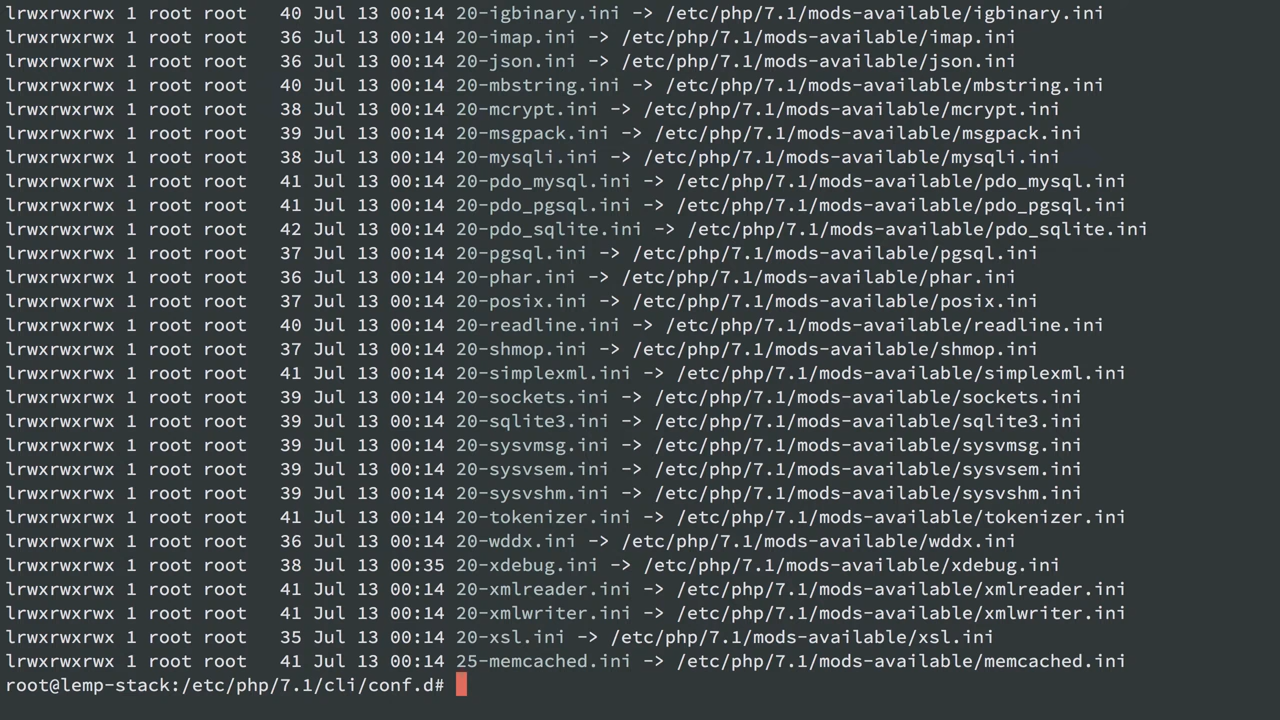 lrwxrwxrwx 1 root root   40 Jul 13 00:14 20-igbinary.ini -> /etc/php/7.1/mods-available/igbinary.ini
lrwxrwxrwx 1 root root   36 Jul 13 00:14 20-imap.ini -> /etc/php/7.1/mods-available/imap.ini
lrwxrwxrwx 1 root root   36 Jul 13 00:14 20-json.ini -> /etc/php/7.1/mods-available/json.ini
lrwxrwxrwx 1 root root   40 Jul 13 00:14 20-mbstring.ini -> /etc/php/7.1/mods-available/mbstring.ini
lrwxrwxrwx 1 root root   38 Jul 13 00:14 20-mcrypt.ini -> /etc/php/7.1/mods-available/mcrypt.ini
lrwxrwxrwx 1 root root   39 Jul 13 00:14 20-msgpack.ini -> /etc/php/7.1/mods-available/msgpack.ini
lrwxrwxrwx 1 root root   38 Jul 13 00:14 20-mysqli.ini -> /etc/php/7.1/mods-available/mysqli.ini
lrwxrwxrwx 1 root root   41 Jul 13 00:14 20-pdo_mysql.ini -> /etc/php/7.1/mods-available/pdo_mysql.ini
lrwxrwxrwx 1 root root   41 Jul 13 00:14 20-pdo_pgsql.ini -> /etc/php/7.1/mods-available/pdo_pgsql.ini
lrwxrwxrwx 1 root root   42 Jul 13 00:14 20-pdo_sqlite.ini -> /etc/php/7.1/mods-available/pdo_sqlite.ini
lrwxrwxrwx 1 root root   37 Jul 13 00:14 20-pgsql.ini -> /etc/php/7.1/mods-available/pgsql.ini
lrwxrwxrwx 1 root root   36 Jul 13 00:14 20-phar.ini -> /etc/php/7.1/mods-available/phar.ini
lrwxrwxrwx 1 root root   37 Jul 13 00:14 20-posix.ini -> /etc/php/7.1/mods-available/posix.ini
lrwxrwxrwx 1 root root   40 Jul 13 00:14 20-readline.ini -> /etc/php/7.1/mods-available/readline.ini
lrwxrwxrwx 1 root root   37 Jul 13 00:14 20-shmop.ini -> /etc/php/7.1/mods-available/shmop.ini
lrwxrwxrwx 1 root root   41 Jul 13 00:14 20-simplexml.ini -> /etc/php/7.1/mods-available/simplexml.ini
lrwxrwxrwx 1 root root   39 Jul 13 00:14 20-sockets.ini -> /etc/php/7.1/mods-available/sockets.ini
lrwxrwxrwx 1 root root   39 Jul 13 00:14 20-sqlite3.ini -> /etc/php/7.1/mods-available/sqlite3.ini
lrwxrwxrwx 1 root root   39 Jul 13 00:14 20-sysvmsg.ini -> /etc/php/7.1/mods-available/sysvmsg.ini
lrwxrwxrwx 1 root root   39 Jul 13 00:14 20-sysvsem.ini -> /etc/php/7.1/mods-available/sysvsem.ini
lrwxrwxrwx 1 root root   39 Jul 13 00:14 20-sysvshm.ini -> /etc/php/7.1/mods-available/sysvshm.ini
lrwxrwxrwx 1 root root   41 Jul 13 00:14 20-tokenizer.ini -> /etc/php/7.1/mods-available/tokenizer.ini
lrwxrwxrwx 1 root root   36 Jul 13 00:14 20-wddx.ini -> /etc/php/7.1/mods-available/wddx.ini
lrwxrwxrwx 1 root root   38 Jul 13 00:35 20-xdebug.ini -> /etc/php/7.1/mods-available/xdebug.ini
lrwxrwxrwx 1 root root   41 Jul 13 00:14 20-xmlreader.ini -> /etc/php/7.1/mods-available/xmlreader.ini
lrwxrwxrwx 1 root root   41 Jul 13 00:14 20-xmlwriter.ini -> /etc/php/7.1/mods-available/xmlwriter.ini
lrwxrwxrwx 1 root root   35 Jul 13 00:14 20-xsl.ini -> /etc/php/7.1/mods-available/xsl.ini
lrwxrwxrwx 1 root root   41 Jul 13 00:14 25-memcached.ini -> /etc/php/7.1/mods-available/memcached.ini
root@lemp-stack:/etc/php/7.1/cli/conf.d#